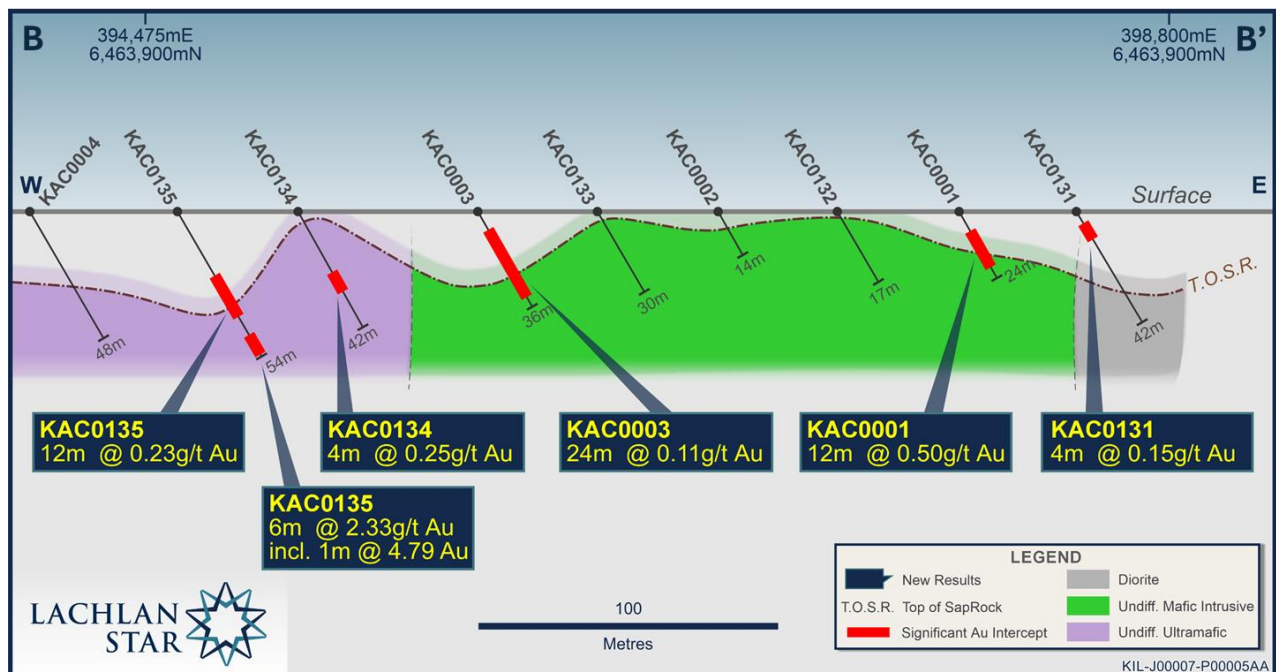 B
394,475mE
6,463,900mN
398,800mE
6,463,900mN
B’
W
KAC0004
KAC0135
KAC0134
KAC0003
KAC0133
KAC0002
KAC0132
KAC0001
KAC0131
Surface
E
T.O.S.R.
48m
54m
42m
36m
30m
14m
17m
24m
42m
KAC0135
12m @ 0.23g/t Au
KAC0134
4m @ 0.25g/t Au
KAC0003
24m @ 0.11g/t Au
KAC0001
12m @ 0.50g/t Au
KAC0131
4m @ 0.15g/t Au
KAC0135
6m @ 2.33g/t Au
incl. 1m @ 4.79 Au
LACHLAN
STAR
100
Metres
LEGEND
New Results
T.O.S.R. Top of SapRock
Significant Au Intercept
Diorite
Undiff. Mafic Intrusive
Undiff. Ultramafic
KIL-J00007-P00005AA